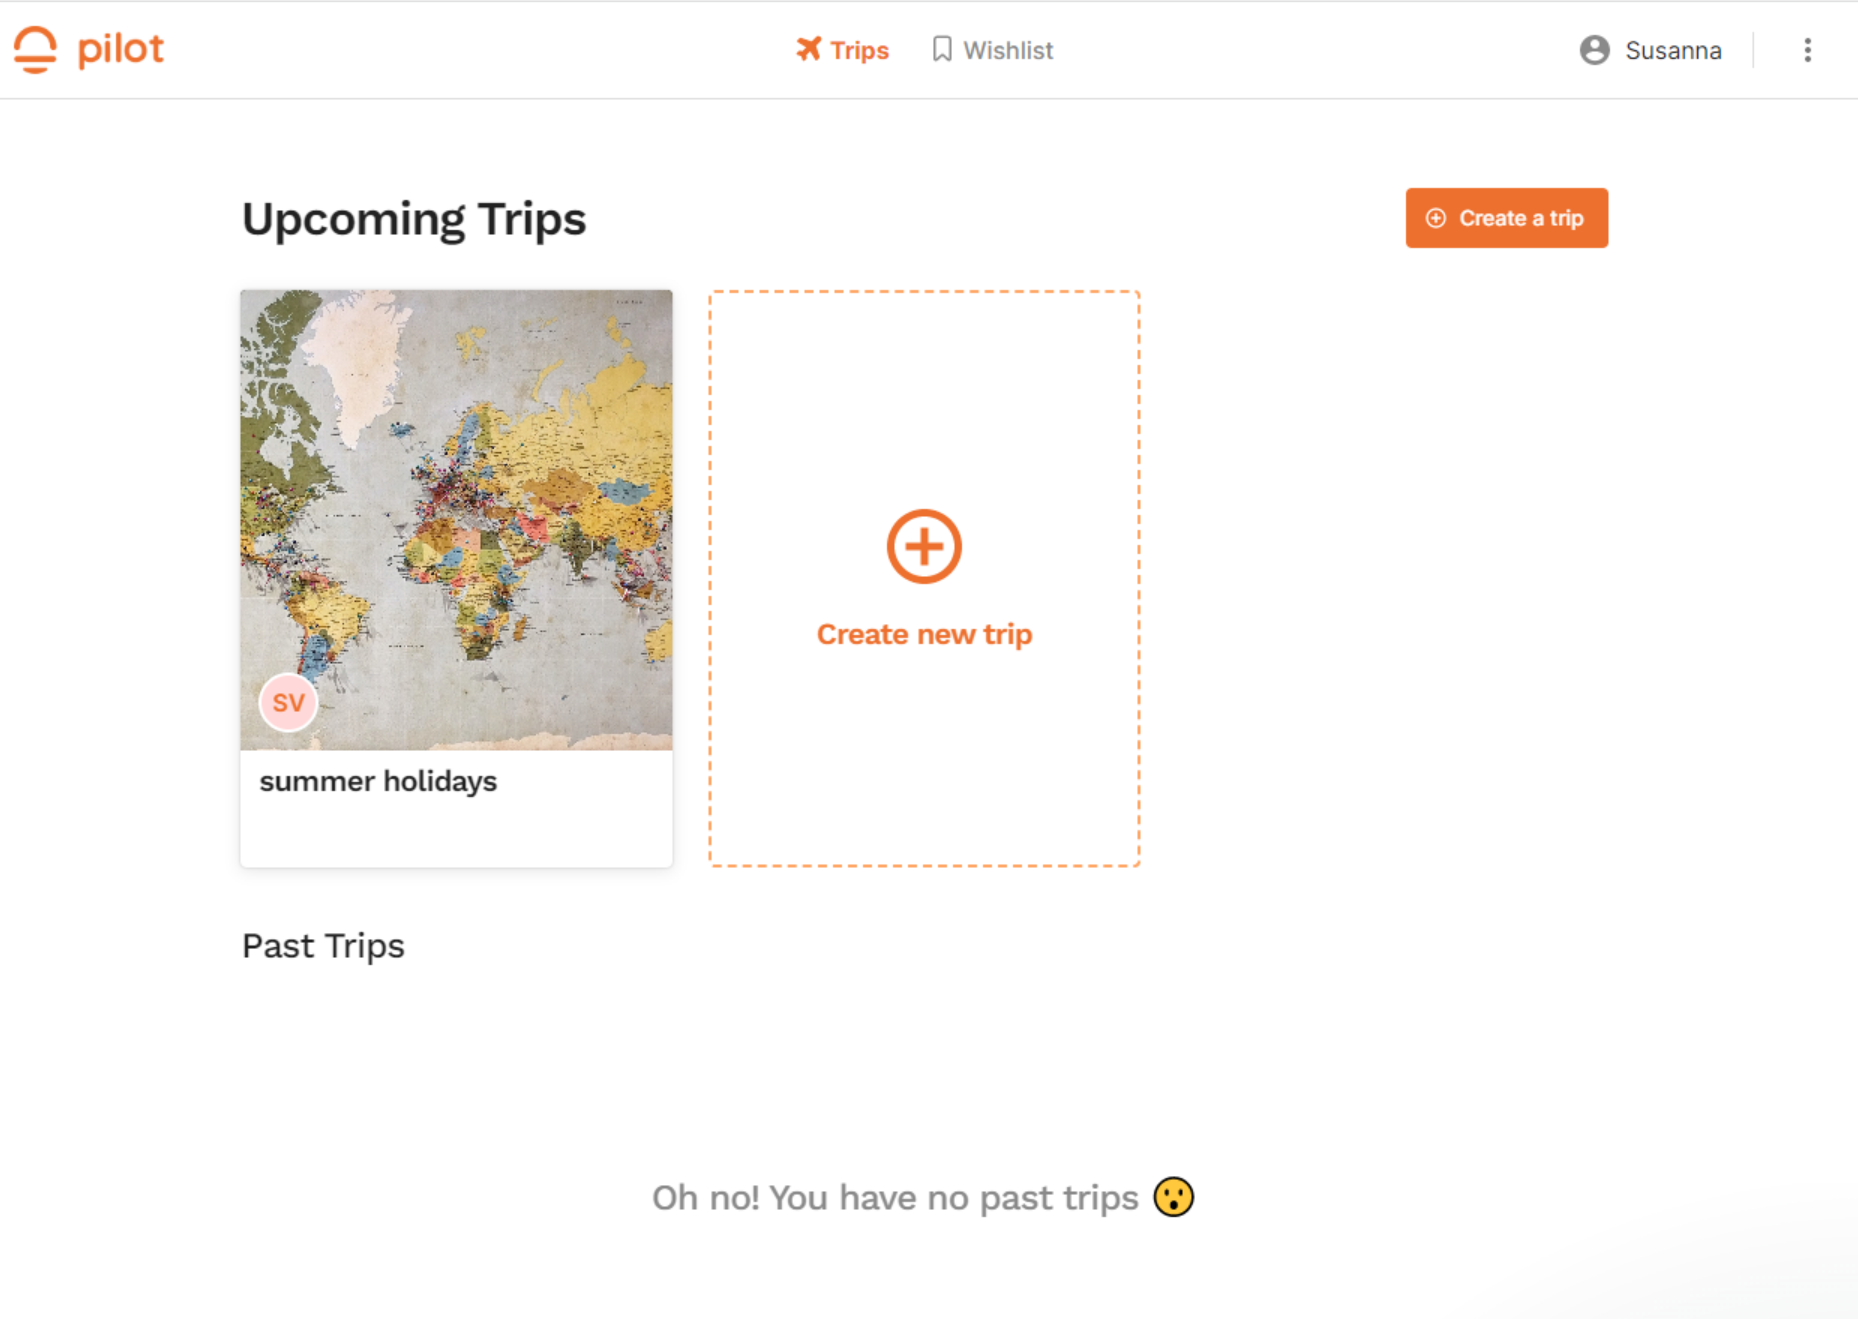 pilot
Trips
Wishlist
Susanna
Upcoming Trips
Create a trip
SV
summer holidays
Create new trip
Past Trips
Oh no! You have no past trips 😮